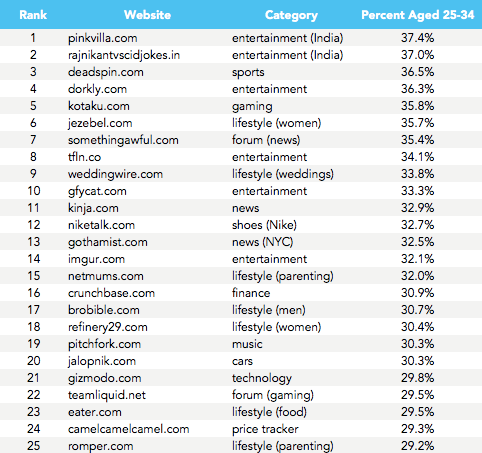 Rank Website Category Percent Aged 25-34
1 pinkvilla.com entertainment (India) 37.4%
2 rajnikantvscidjokes.in entertainment (India) 37.0%
3 deadspin.com sports 36.5%
4 dorkly.com entertainment 36.3%
5 kotaku.com gaming 35.8%
6 jezebel.com lifestyle (women) 35.7%
7 somethingawful.com forum (news) 35.4%
8 tfln.co entertainment 34.1%
9 weddingwire.com lifestyle (weddings) 33.8%
10 gfycat.com entertainment 33.3%
11 kinja.com news 32.9%
12 niketalk.com shoes (Nike) 32.7%
13 gothamist.com news (NYC) 32.5%
14 imgur.com entertainment 32.1%
15 netmums.com lifestyle (parenting) 32.0%
16 crunchbase.com finance 30.9%
17 brobible.com lifestyle (men) 30.7%
18 refinery29.com lifestyle (women) 30.4%
19 pitchfork.com music 30.3%
20 jalopnik.com cars 30.3%
21 gizmodo.com technology 29.8%
22 teamliquid.net forum (gaming) 29.5%
23 eater.com lifestyle (food) 29.5%
24 camelcamelcamel.com price tracker 29.3%
25 romper.com lifestyle (parenting) 29.2%